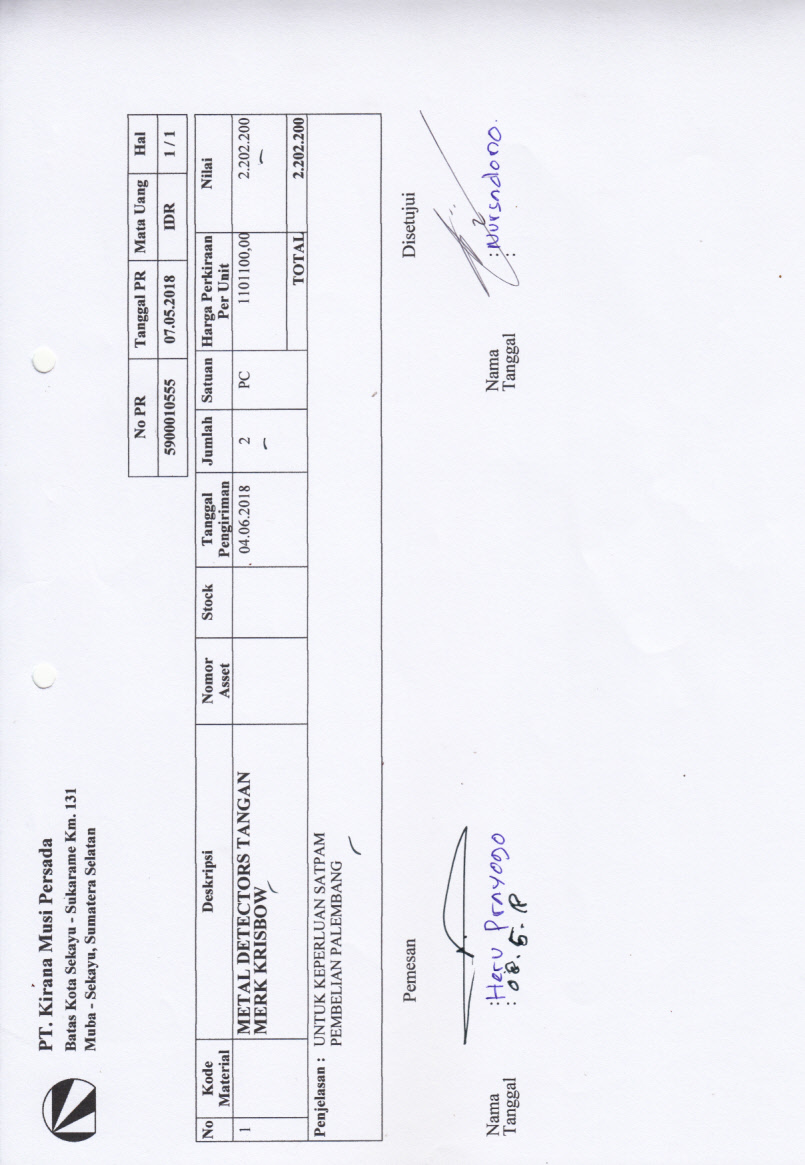 PT. Kirana Musi Persada
Batas Kota Sekayu - Sukarame Km. 131
Muba - Sekayu, Sumatera Selatan
No PR Tanggal PR Mata Uang Hal
5900010555 07.05.2018 IDR 1 / 1
No Kode Material Deskripsi Nomor Asset Stock Tanggal Pengiriman Jumlah Satuan Harga Perkiraan Per Unit Nilai
1 METAL DETECTORS TANGAN 04.06.2018 2 PC 1101100,00 2.202.200
MERK KRISBOW
TOTAL 2.202.200
Penjelasan : UNTUK KEPERLUAN SATPAM
PEMBELIAN PALEMBANG
Pemesan Disetujui
Nama : Heru Prayogo Nama :
Tanggal : 08.5.18 Tanggal :